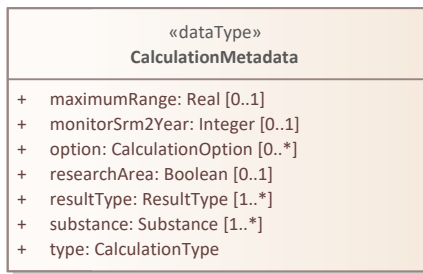 «dataType»
CalculationMetadata
+ maximumRange: Real [0..1]
+ monitorSrm2Year: Integer [0..1]
+ option: CalculationOption [0..*]
+ researchArea: Boolean [0..1]
+ resultType: ResultType [1..*]
+ substance: Substance [1..*]
+ type: CalculationType